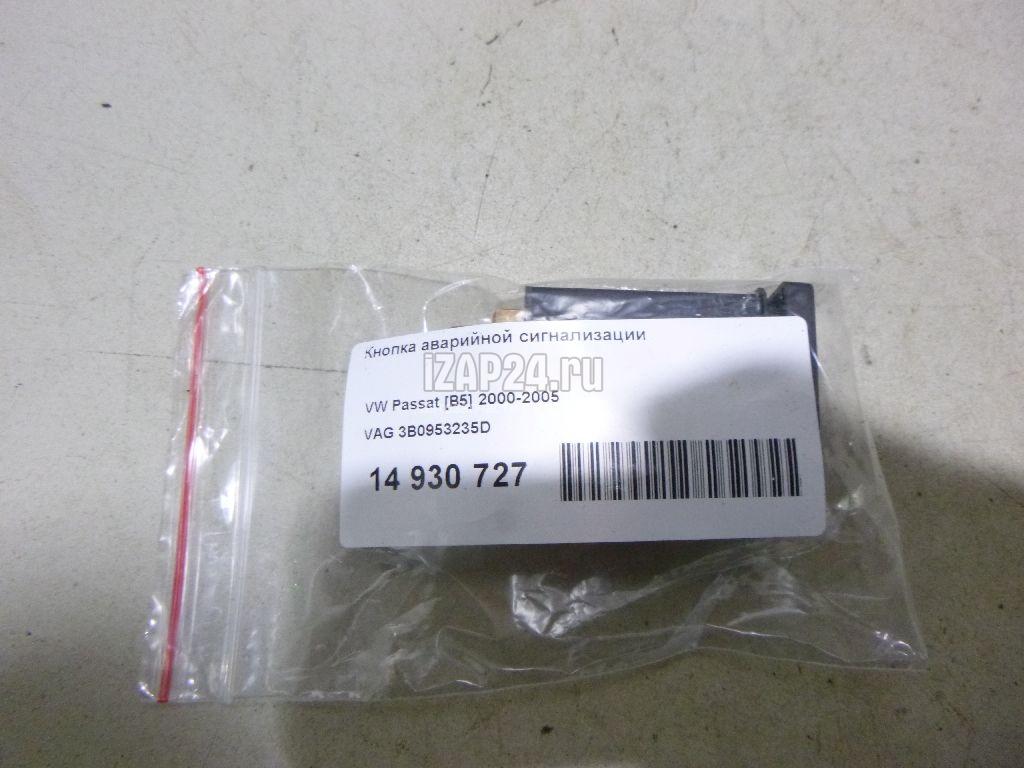 Кнопка аварийной сигнализации
iZAP24.ru
VW Passat [B5] 2000-2005
VAG 3B0953235D
14 930 727